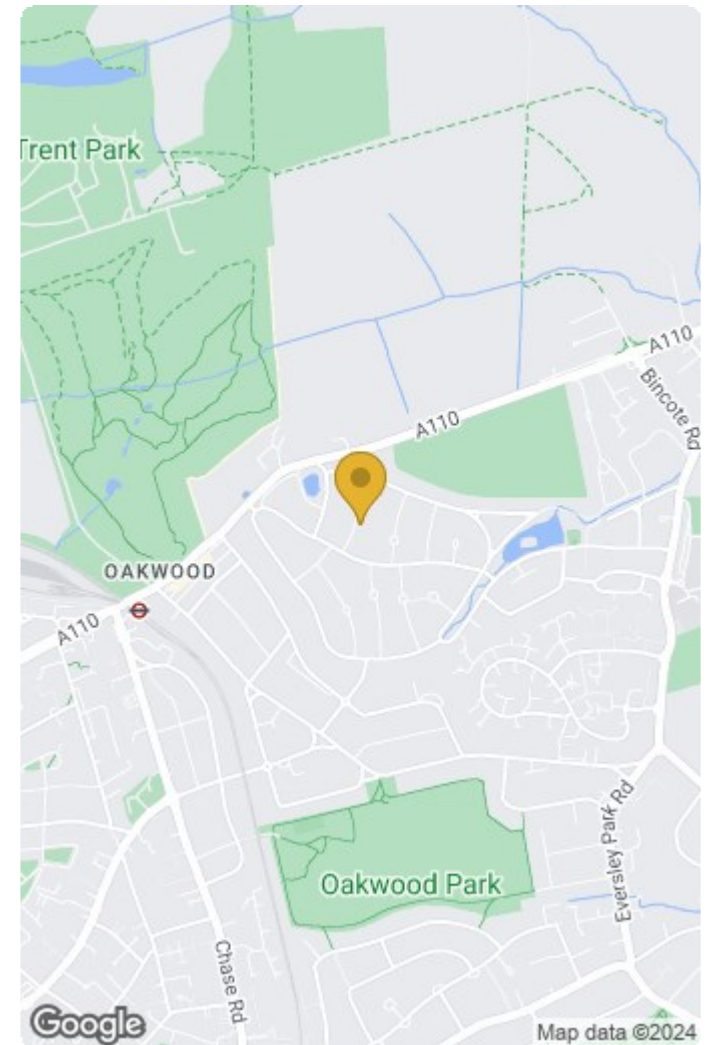 Trent Park
A110
Bincote Rd
A110
OAKWOOD
A110
Oakwood Park
Eversley Park Rd
Chase Rd
Google
Map data ©2024